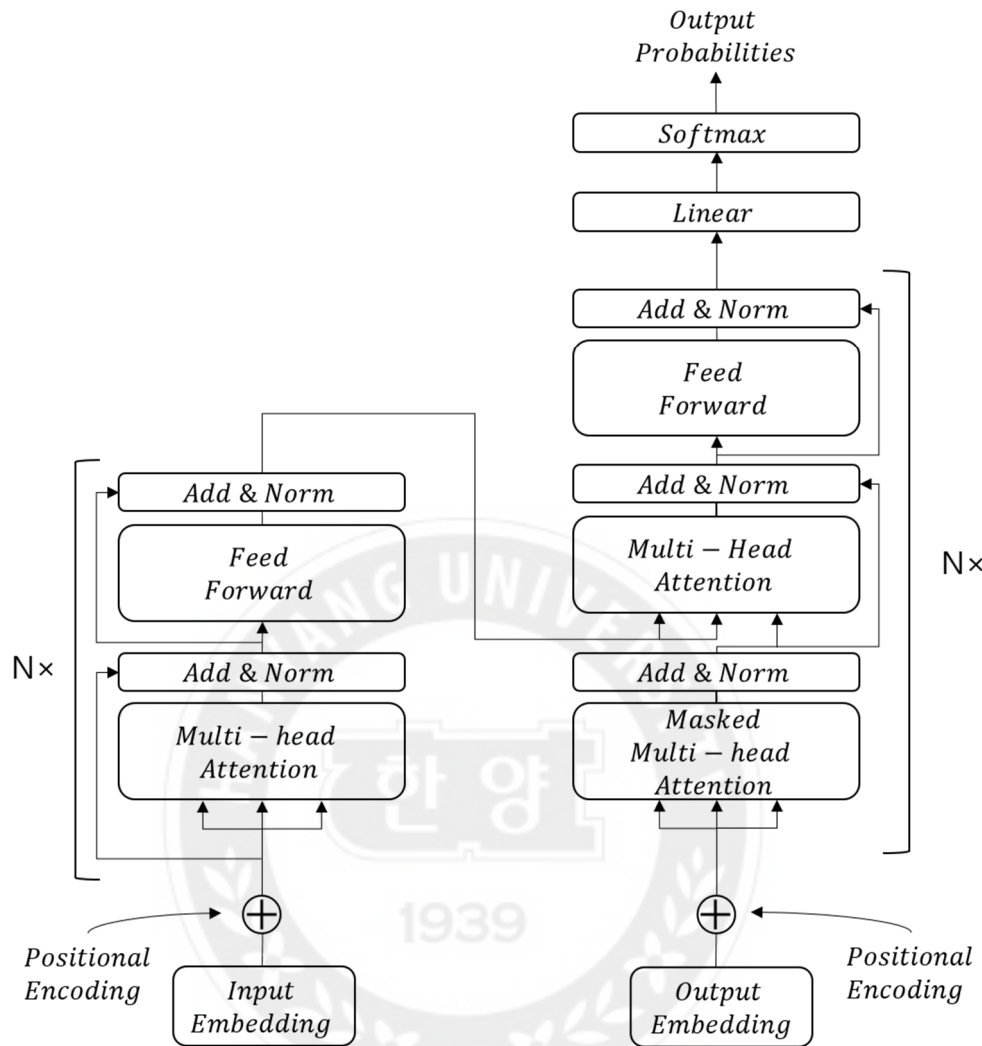 Output
Probabilities
Softmax
Linear
Add & Norm
Feed
Forward
Add & Norm
Multi − Head
Attention
N×
Add & Norm
Masked
Multi − head
Attention
Positional
Encoding
Output
Embedding
Add & Norm
Feed
Forward
N×
Add & Norm
Multi − head
Attention
Positional
Encoding
Input
Embedding
HANYANG UNIVERSITY
한양
1939